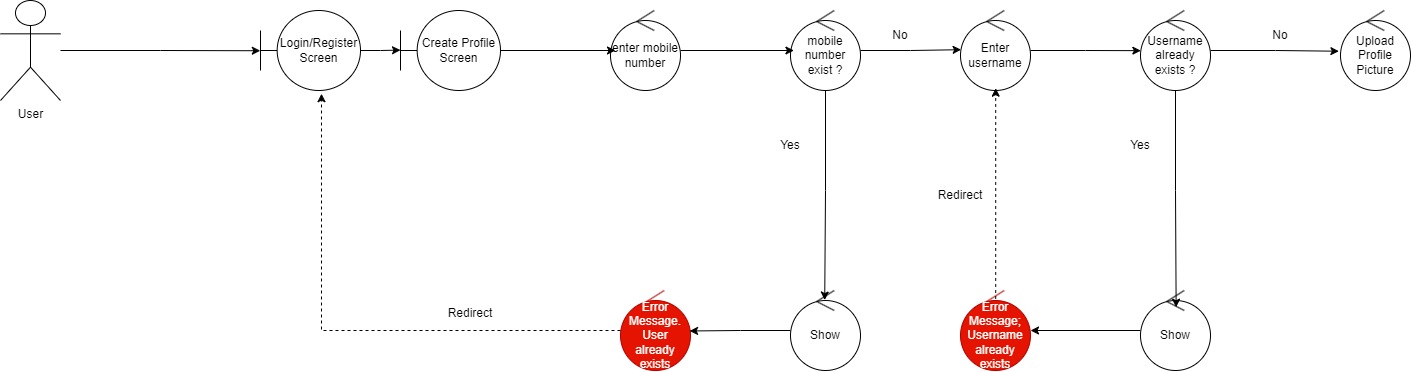 User
Login/Register
Screen
Create Profile
Screen
enter mobile
number
mobile
number
exist ?
No
Enter
username
Username
already
exists ?
No
Upload
Profile
Picture
Yes
Yes
Redirect
Redirect
Error
Message.
User
already
exists
Show
Error
Message;
Username
already
exists
Show